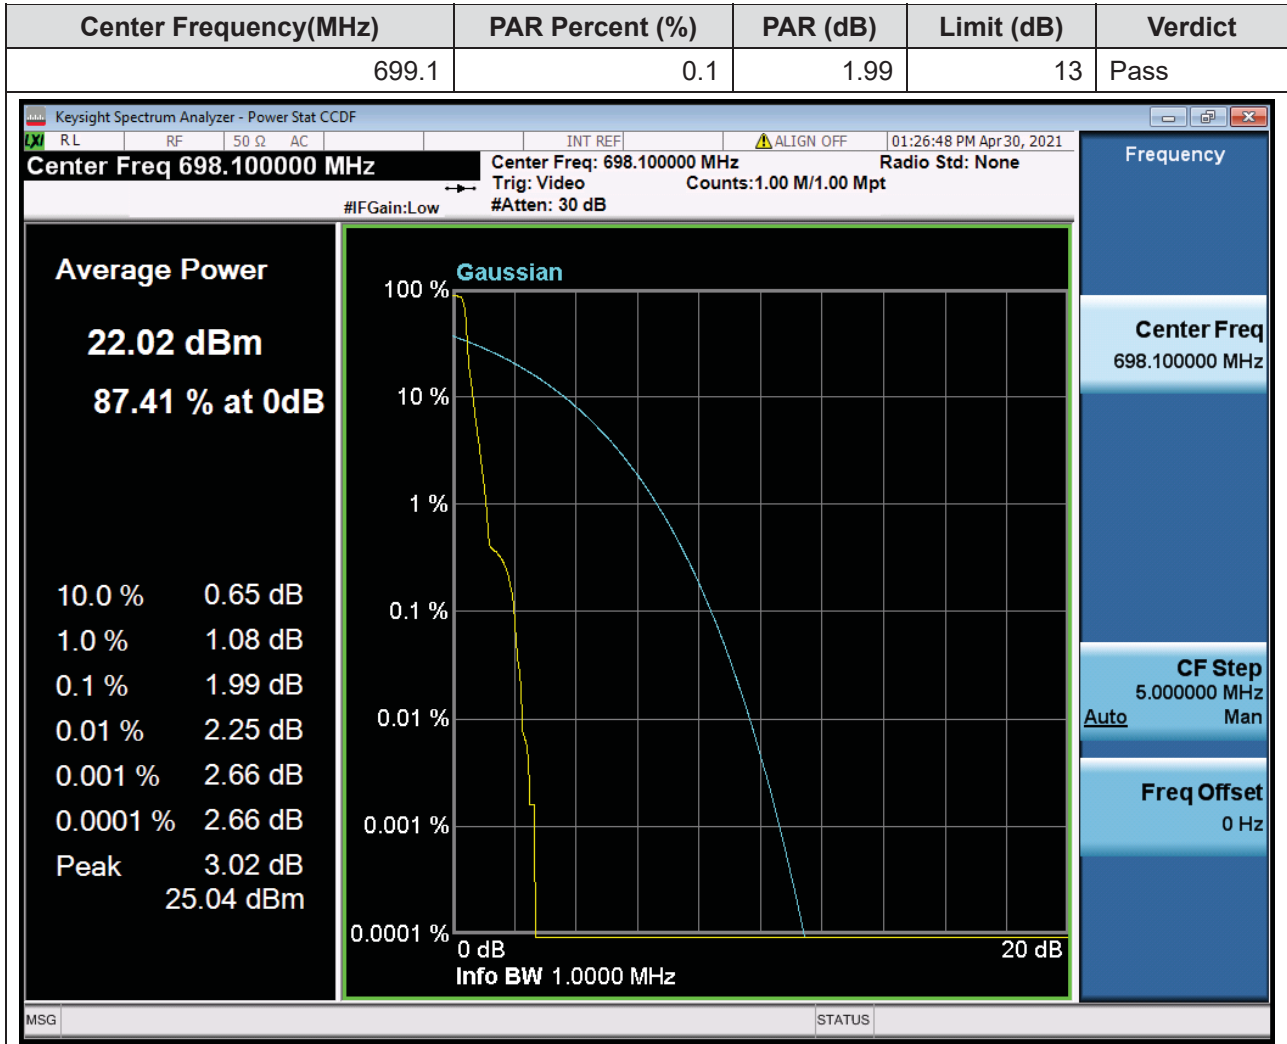 Center Frequency(MHz) PAR Percent (%) PAR (dB) Limit (dB) Verdict
699.1 0.1 1.99 13 Pass
Keysight Spectrum Analyzer - Power Stat CCDF
LXI RL RF 50 Ω AC INT REF ALIGN OFF 01:26:48 PM Apr 30, 2021
Center Freq 698.100000 MHz
Center Freq: 698.100000 MHz Radio Std: None
Trig: Video Counts:1.00 M/1.00 Mpt
#IFGain:Low #Atten: 30 dB
Average Power
22.02 dBm
87.41 % at 0dB
10.0 % 0.65 dB
1.0 % 1.08 dB
0.1 % 1.99 dB
0.01 % 2.25 dB
0.001 % 2.66 dB
0.0001 % 2.66 dB
Peak 3.02 dB
25.04 dBm
Gaussian
100 %
10 %
1 %
0.1 %
0.01 %
0.001 %
0.0001 %
0 dB 20 dB
Info BW 1.0000 MHz
Frequency
Center Freq
698.100000 MHz
CF Step
5.000000 MHz
Auto Man
Freq Offset
0 Hz
MSG STATUS